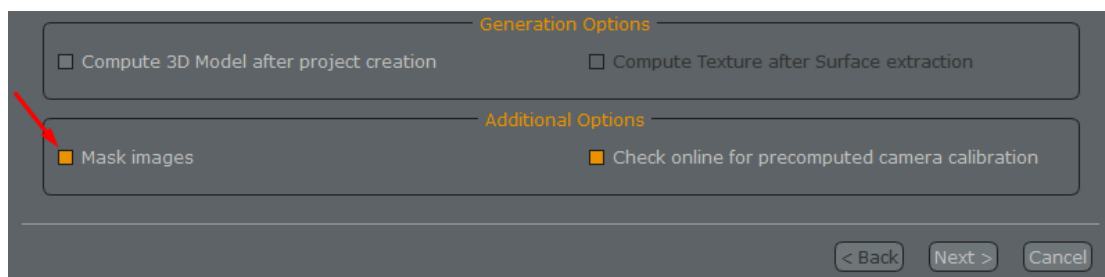 Generation Options
Compute 3D Model after project creation
Compute Texture after Surface extraction
Additional Options
Mask images
Check online for precomputed camera calibration
< Back
Next >
Cancel